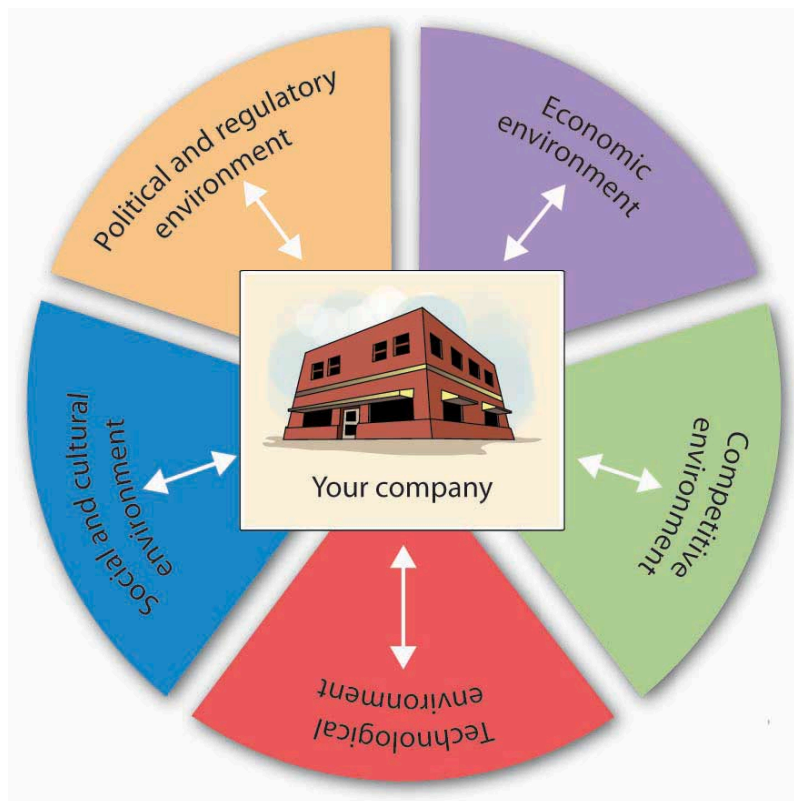 Political and regulatory
environment
Economic
environment
Competitive
environment
Technological
environment
Social and cultural
environment
Your company